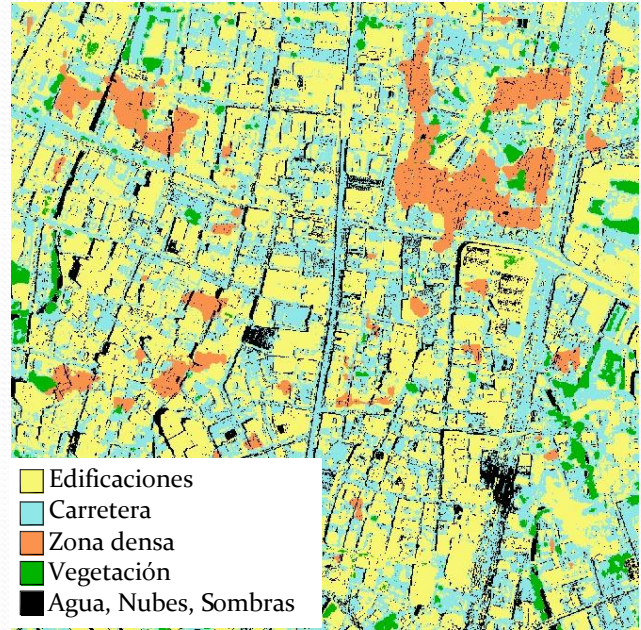 Edificaciones
Carretera
Zona densa
Vegetación
Agua, Nubes, Sombras